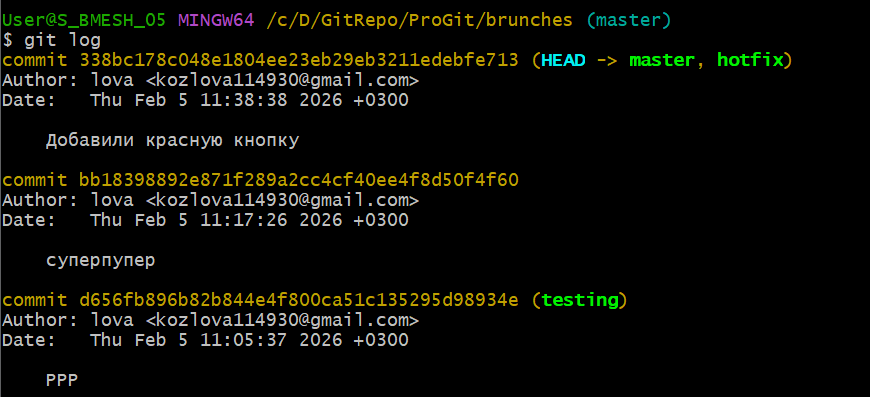 User@S_BMESH_05 MINGW64 /c/D/GitRepo/ProGit/brunches (master)
$ git log
commit 338bc178c048e1804ee23eb29eb3211edebfe713 (HEAD -> master, hotfix)
Author: lova <kozlova114930@gmail.com>
Date:   Thu Feb 5 11:38:38 2026 +0300
    Добавили красную кнопку
commit bb18398892e871f289a2cc4cf40ee4f8d50f4f60
Author: lova <kozlova114930@gmail.com>
Date:   Thu Feb 5 11:17:26 2026 +0300
    суперпупер
commit d656fb896b82b844e4f800ca51c135295d98934e (testing)
Author: lova <kozlova114930@gmail.com>
Date:   Thu Feb 5 11:05:37 2026 +0300
    РРР